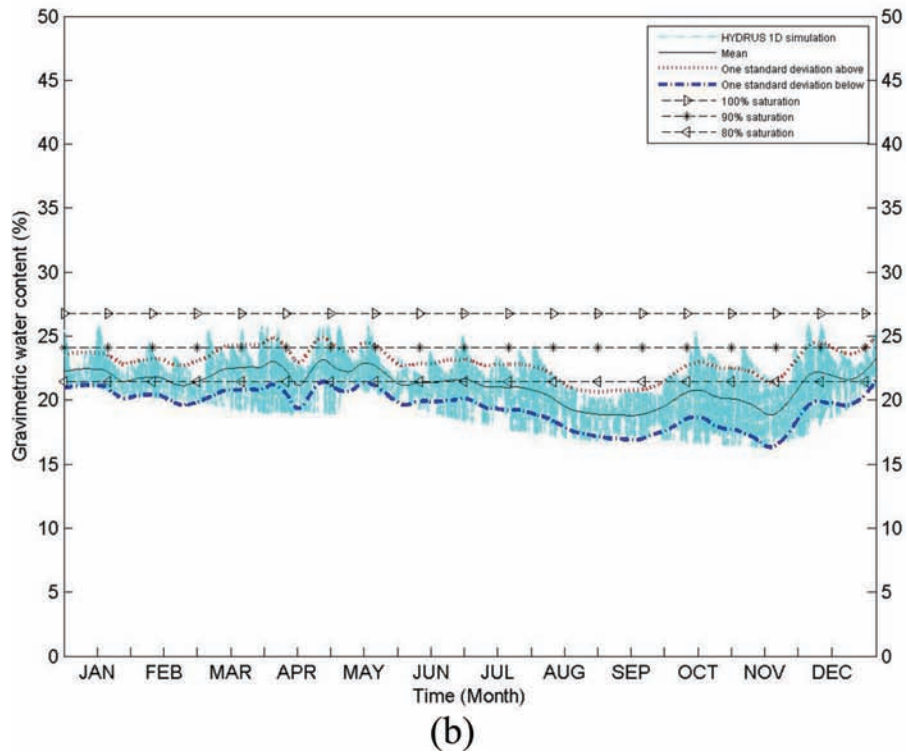 50
45
40
35
30
25
20
15
10
5
0
Gravimetric water content (%)
HYDRUS 1D simulation
Mean
One standard deviation above
One standard deviation below
100% saturation
90% saturation
80% saturation
50
45
40
35
30
25
20
15
10
5
0
JAN FEB MAR APR MAY JUN JUL AUG SEP OCT NOV DEC
Time (Month)
(b)